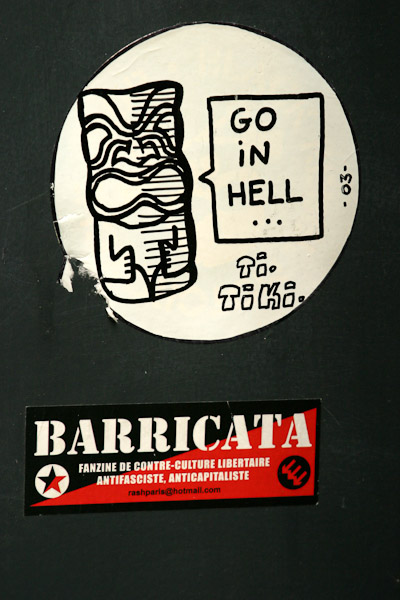 GO
iN
HELL
...
-03-
Ti.
TiKi.
BARRICATA
FANZINE DE CONTRE-CULTURE LIBERTAIRE
ANTIFASCISTE, ANTICAPITALISTE
rashparis@hotmail.com